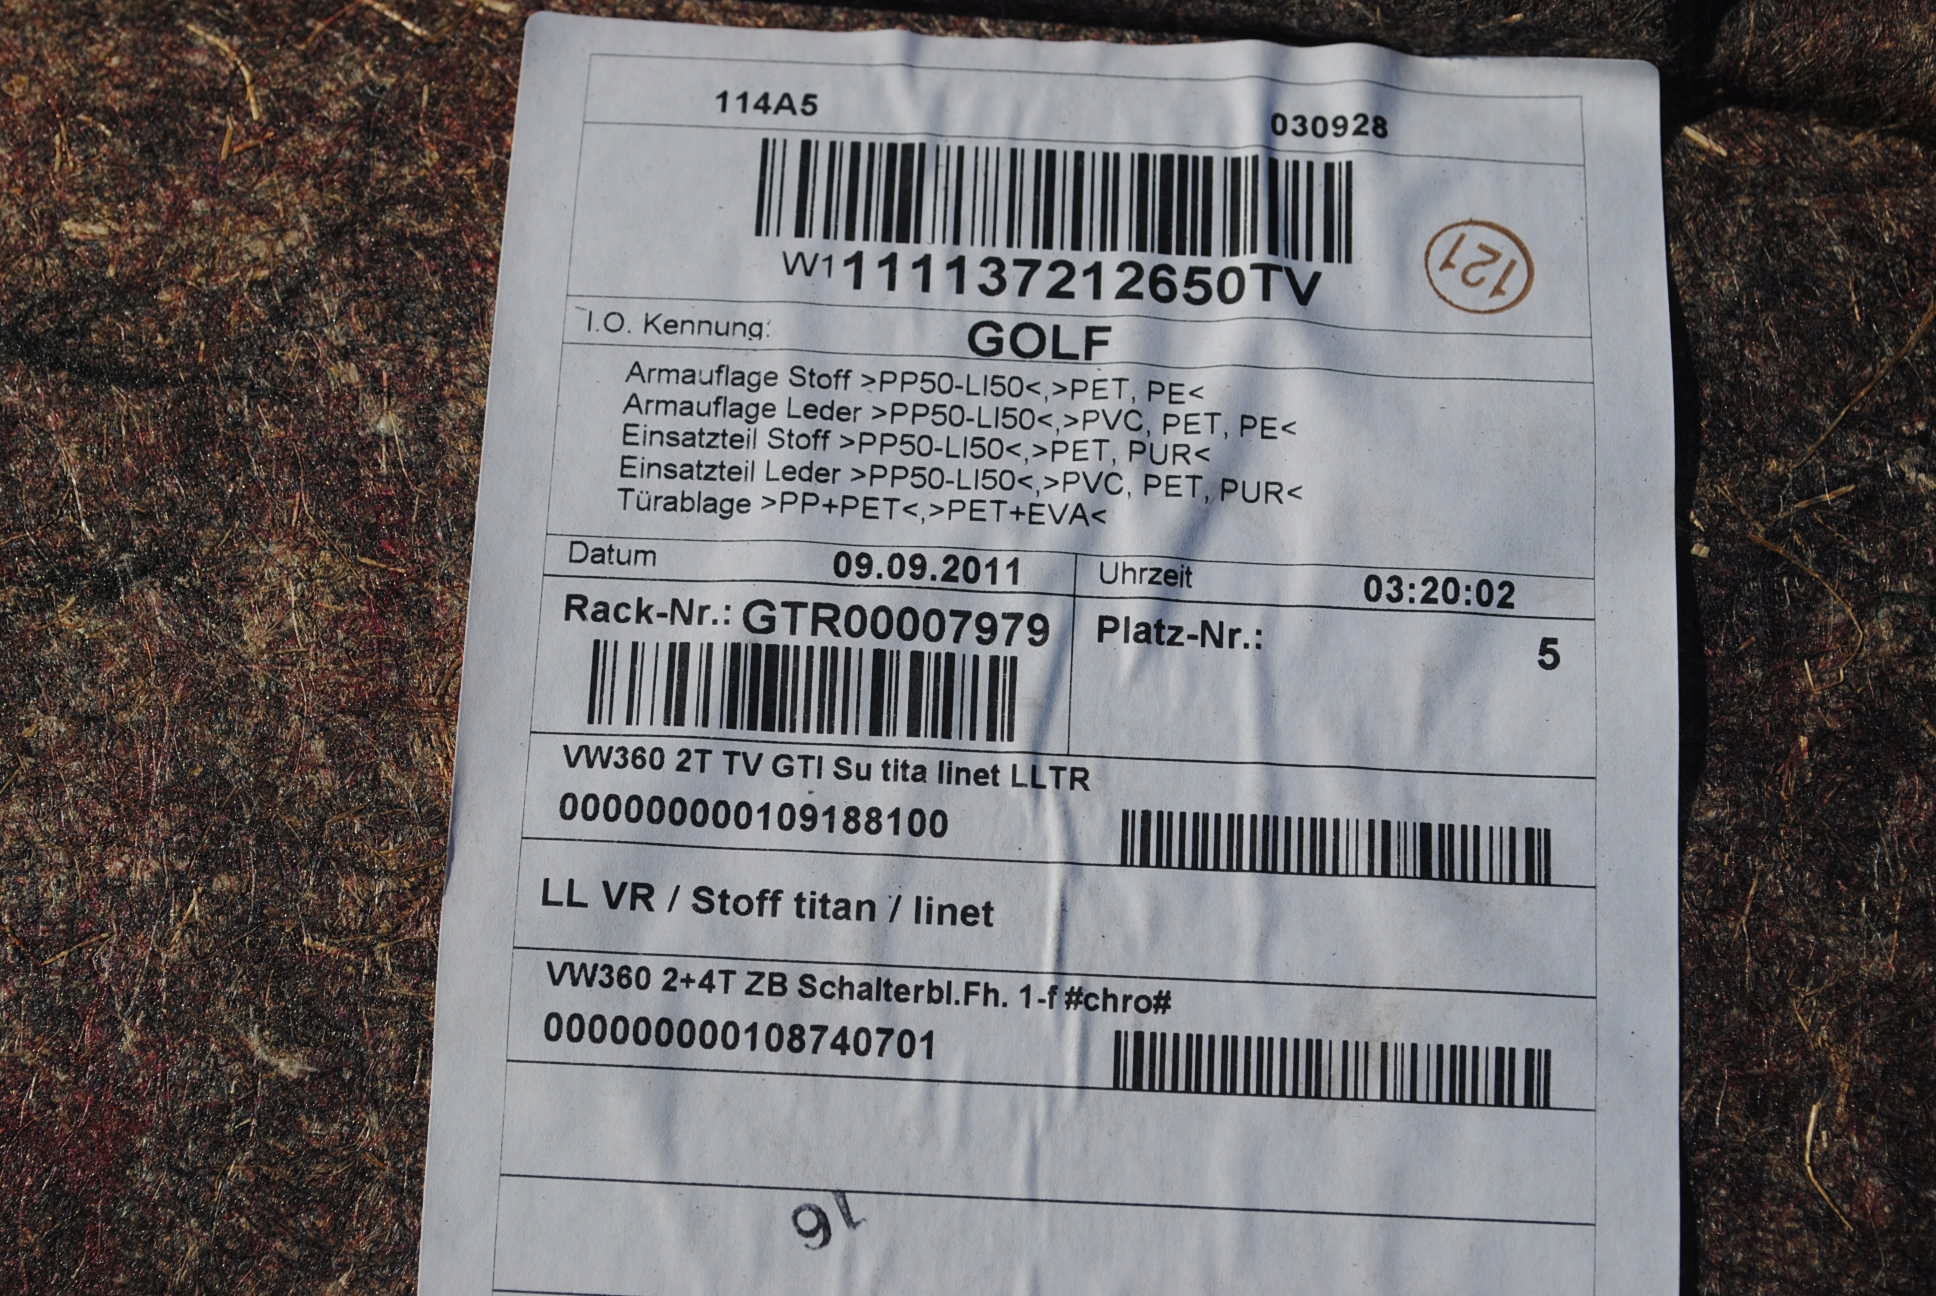 114A5 030928
W1111137212650TV
121
I.O. Kennung: GOLF
Armauflage Stoff >PP50-LI50<,>PET, PE<
Armauflage Leder >PP50-LI50<,>PVC, PET, PE<
Einsatzteil Stoff >PP50-LI50<,>PET, PUR<
Einsatzteil Leder >PP50-LI50<,>PVC, PET, PUR<
Türablage >PP+PET<,>PET+EVA<
Datum 09.09.2011 Uhrzeit 03:20:02
Rack-Nr.: GTR00007979 Platz-Nr.: 5
VW360 2T TV GTI Su tita linet LLTR
000000000109188100
LL VR / Stoff titan / linet
VW360 2+4T ZB Schalterbl.Fh. 1-f #chro#
000000000108740701